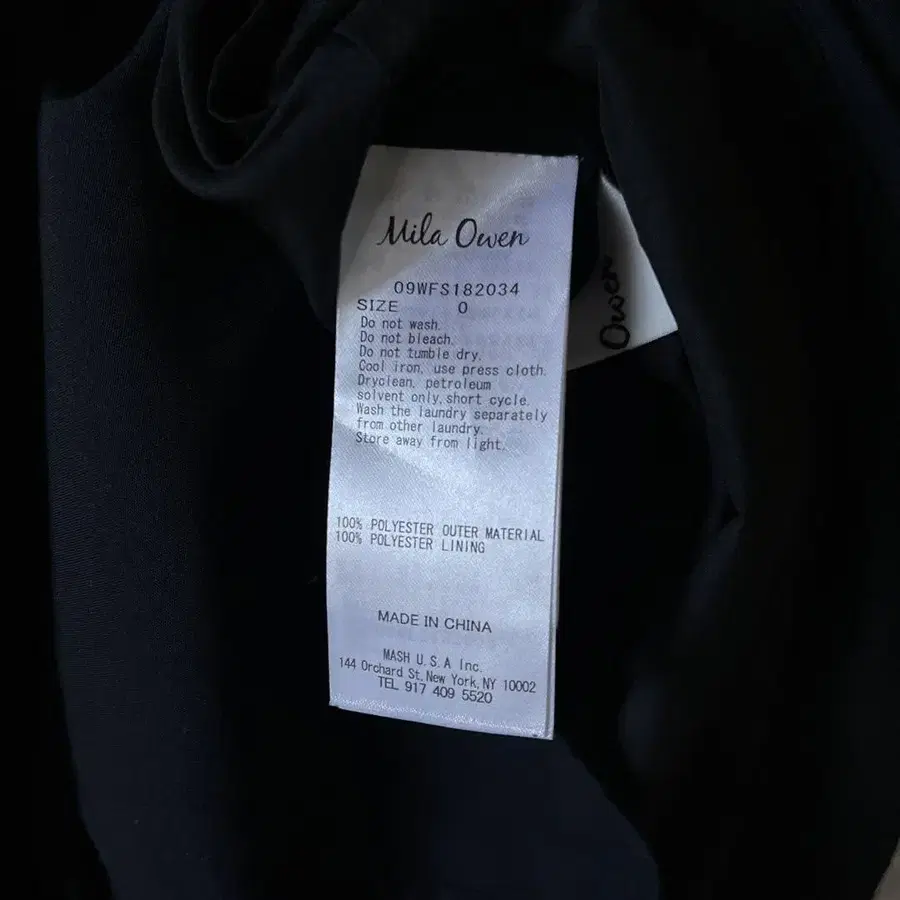 Mila Owen
09WFS182034
SIZE 0
Do not wash.
Do not bleach.
Do not tumble dry.
Cool iron, use press cloth.
Dryclean, petroleum
solvent only, short cycle.
Wash the laundry separately
from other laundry.
Store away from light.
100% POLYESTER OUTER MATERIAL
100% POLYESTER LINING
MADE IN CHINA
MASH U.S.A Inc.
144 Orchard St, New York, NY 10002
TEL 917 409 5520
Owen